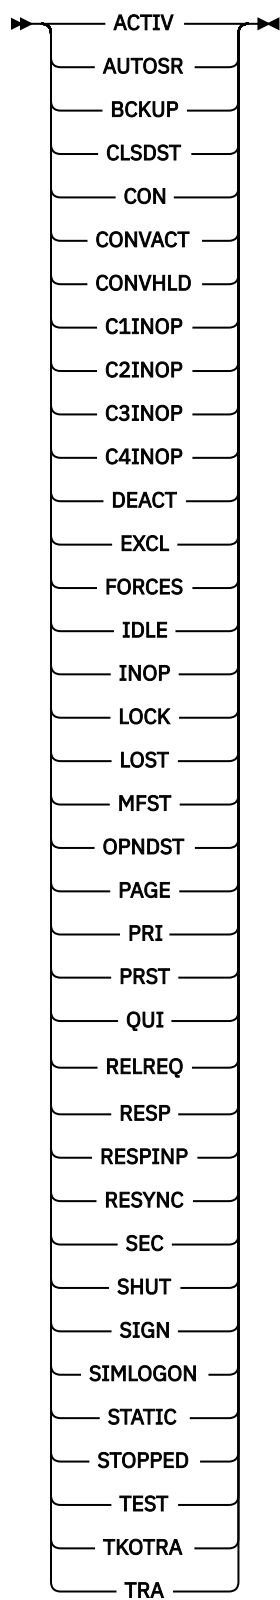 ACTIV
AUTOSR
BCKUP
CLSDST
CON
CONVACT
CONVHLD
C1INOP
C2INOP
C3INOP
C4INOP
DEACT
EXCL
FORCES
IDLE
INOP
LOCK
LOST
MFST
OPNDST
PAGE
PRI
PRST
QUI
RELREQ
RESP
RESPINP
RESYNC
SEC
SHUT
SIGN
SIMLOGON
STATIC
STOPPED
TEST
TKOTRA
TRA